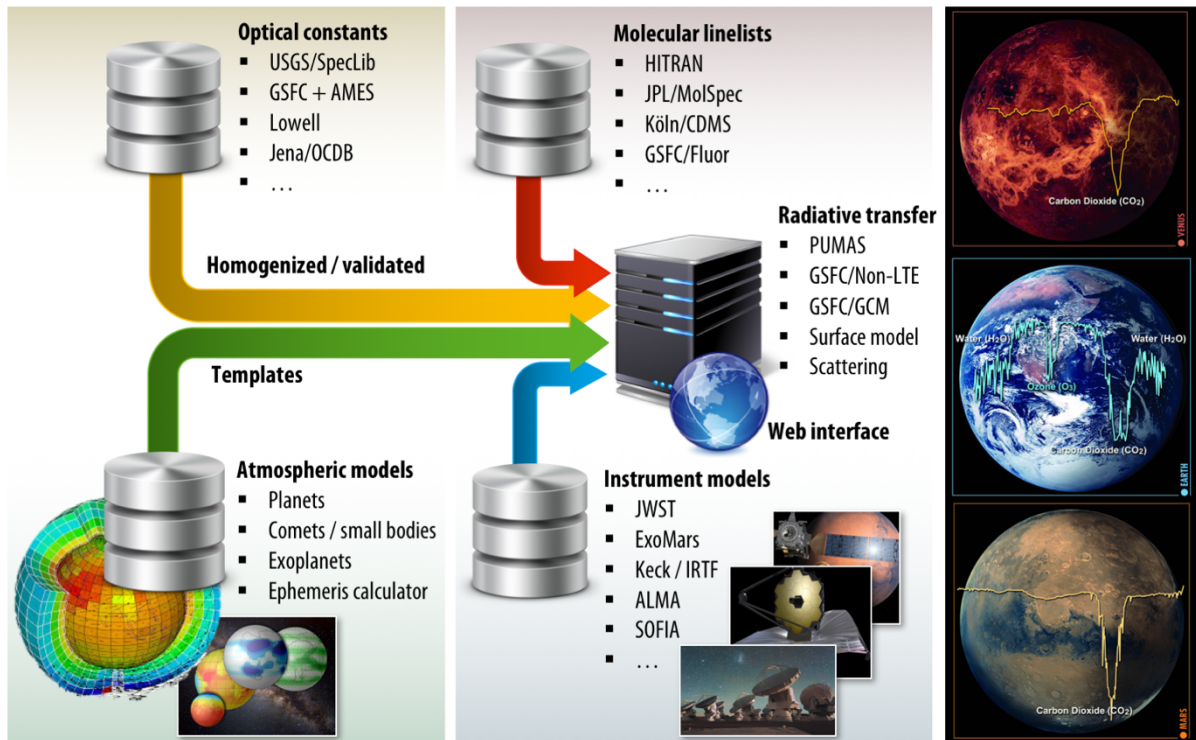 Optical constants
▪ USGS/SpecLib
▪ GSFC + AMES
▪ Lowell
▪ Jena/OCDB
▪ …
Molecular linelists
▪ HITRAN
▪ JPL/MolSpec
▪ Köln/CDMS
▪ GSFC/Fluor
▪ …
Homogenized / validated
Templates
Radiative transfer
▪ PUMAS
▪ GSFC/Non-LTE
▪ GSFC/GCM
▪ Surface model
▪ Scattering
Web interface
Atmospheric models
▪ Planets
▪ Comets / small bodies
▪ Exoplanets
▪ Ephemeris calculator
Instrument models
▪ JWST
▪ ExoMars
▪ Keck / IRTF
▪ ALMA
▪ SOFIA
▪ …
Carbon Dioxide (CO₂)
VENUS
Water (H₂O)
Water (H₂O)
Ozone (O₃)
Carbon Dioxide (CO₂)
EARTH
Carbon Dioxide (CO₂)
MARS